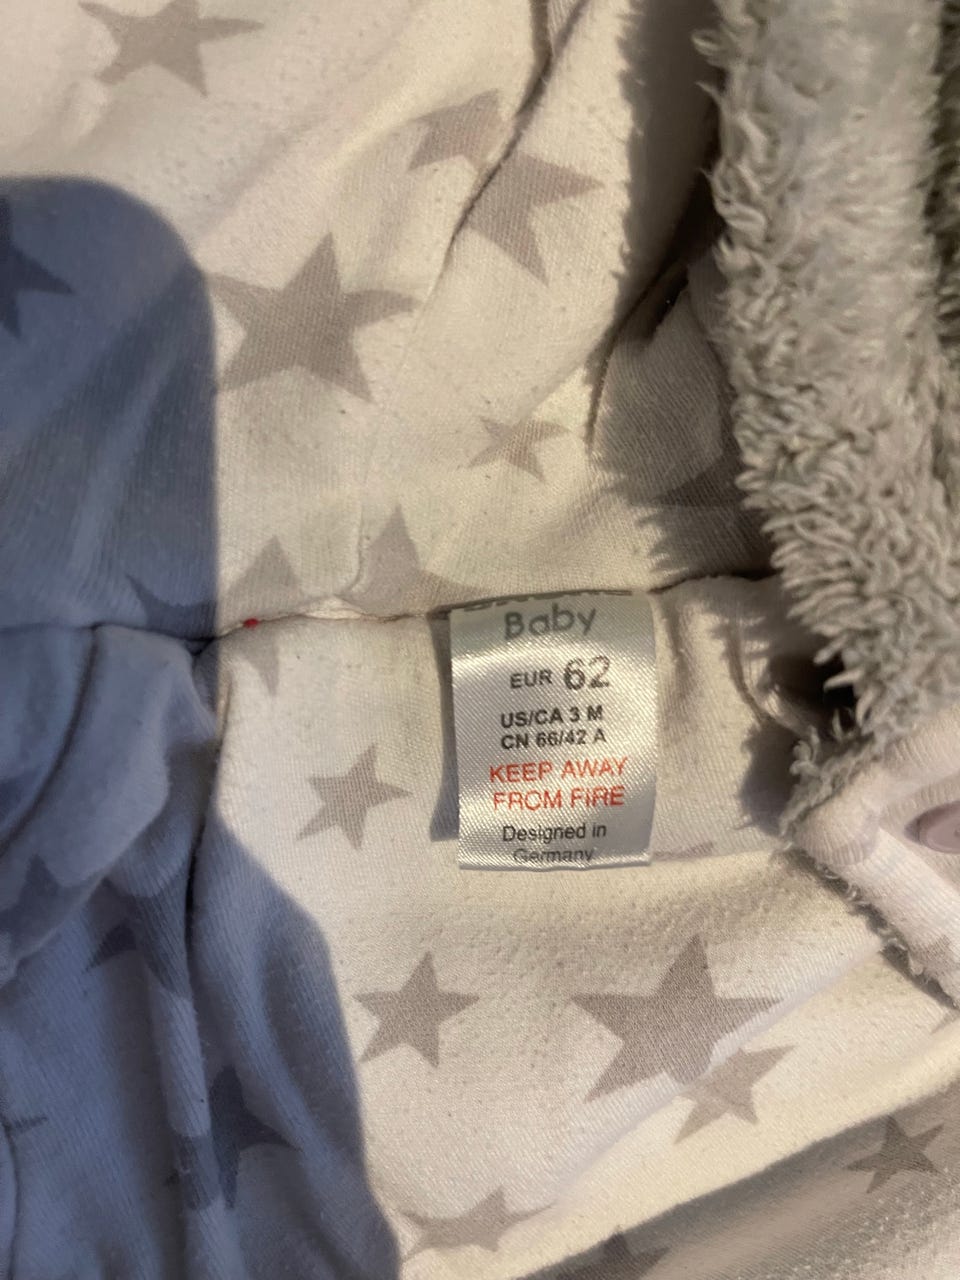 Baby
EUR 62
US/CA 3 M
CN 66/42 A
KEEP AWAY
FROM FIRE
Designed in
Germany